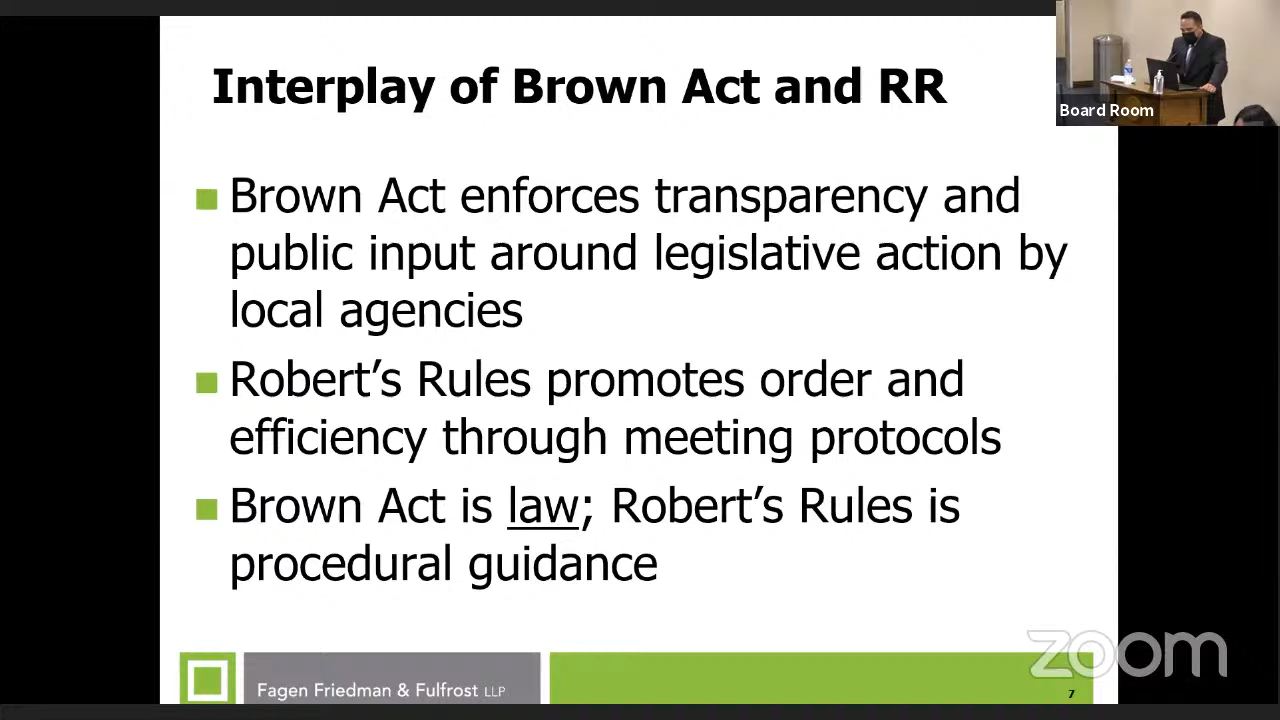 Interplay of Brown Act and RR
Board Room
Brown Act enforces transparency and
public input around legislative action by
local agencies
Robert’s Rules promotes order and
efficiency through meeting protocols
Brown Act is law; Robert’s Rules is
procedural guidance
zoom
Fagen Friedman & Fulfrost LLP
7